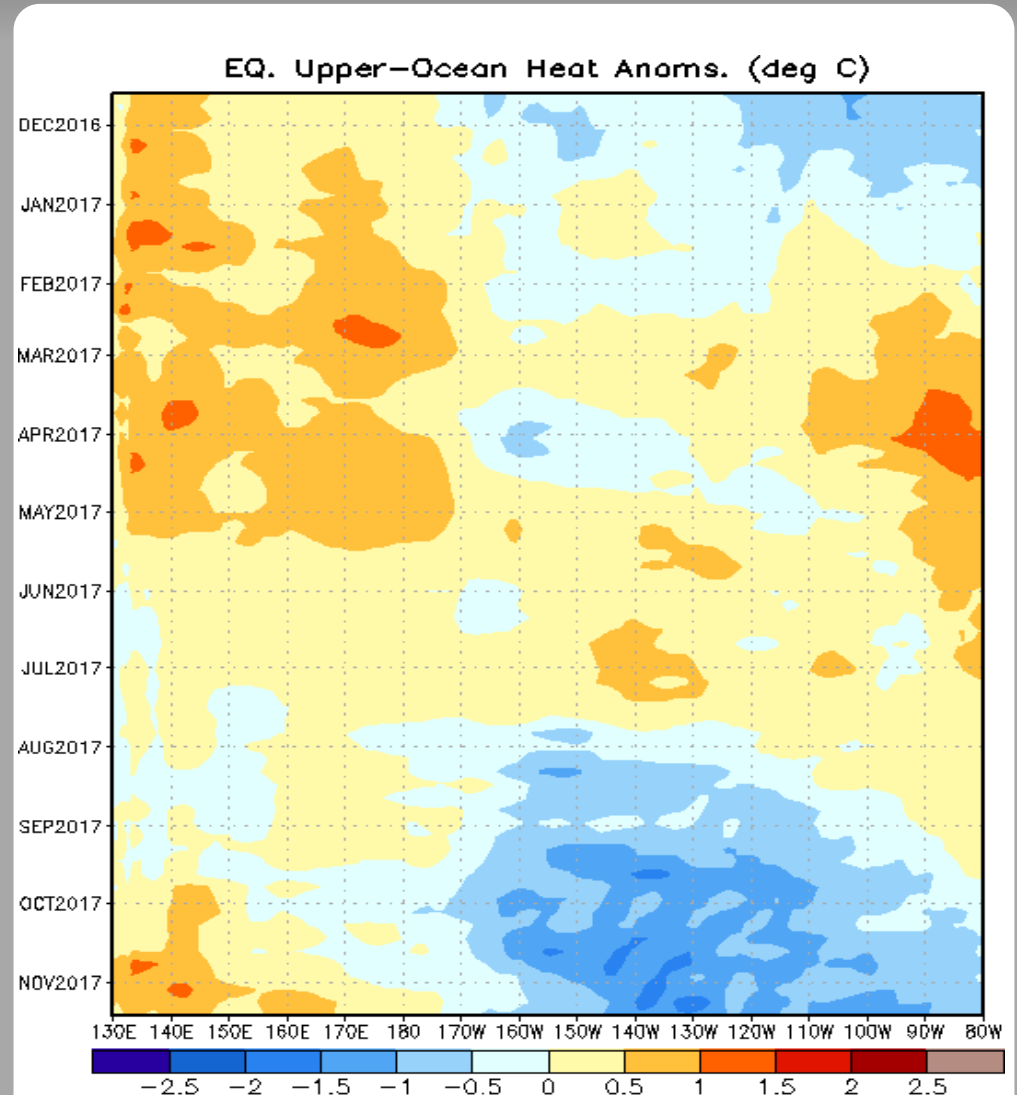 EQ. Upper-Ocean Heat Anoms. (deg C)
DEC2016
JAN2017
FEB2017
MAR2017
APR2017
MAY2017
JUN2017
JUL2017
AUG2017
SEP2017
OCT2017
NOV2017
130E 140E 150E 160E 170E 180 170W 160W 150W 140W 130W 120W 110W 100W 90W 80W
-2.5 -2 -1.5 -1 -0.5 0 0.5 1 1.5 2 2.5